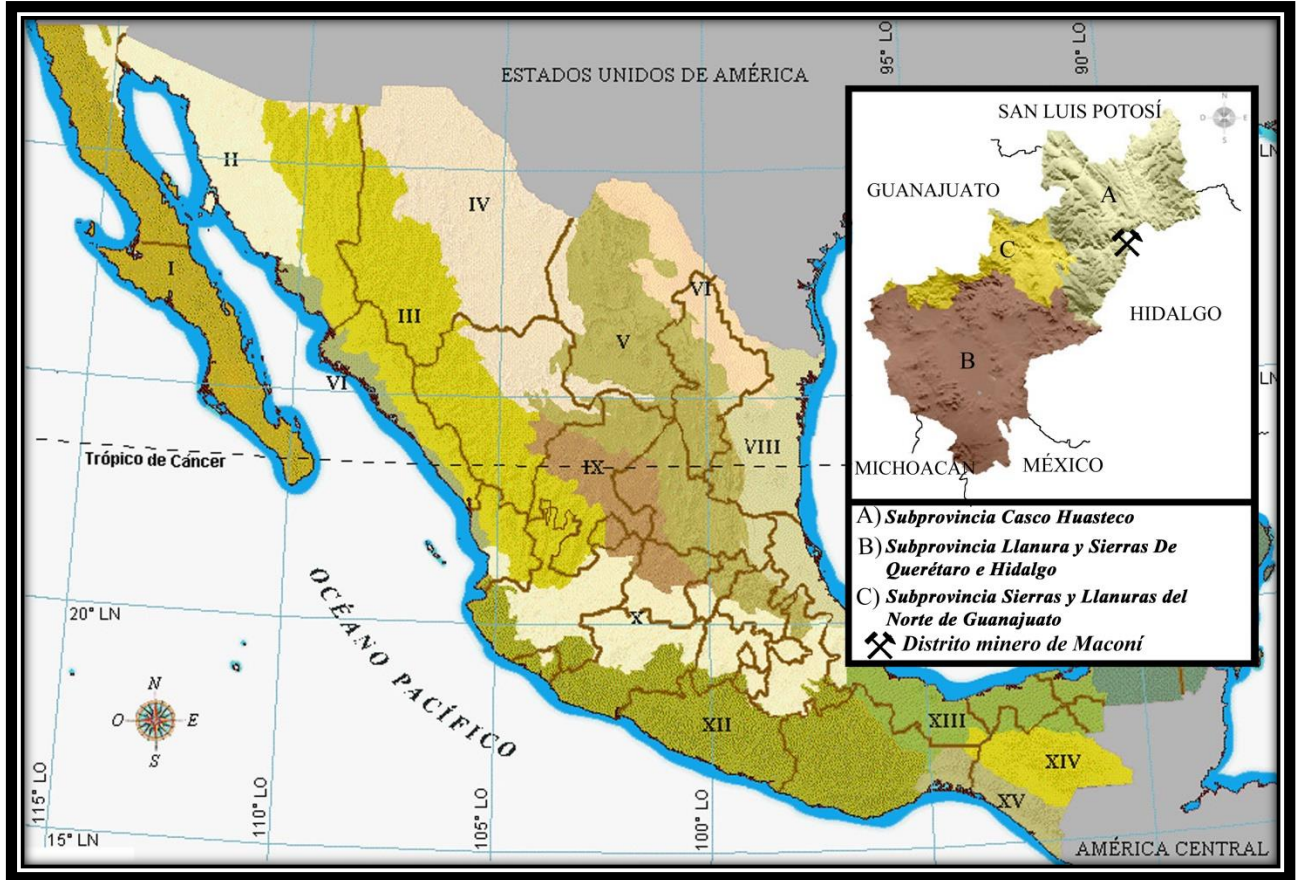 ESTADOS UNIDOS DE AMÉRICA
95° LO
90° LO
II
IV
I
III
VI
V
VI
VIII
IX
Trópico de Cáncer
OCÉANO PACÍFICO
20° LN
X
N
O
E
S
XII
XIII
XIV
XV
115° LO
110° LO
105° LO
100° LO
15° LN
AMÉRICA CENTRAL
LN
LN
SAN LUIS POTOSÍ
N
O
E
S
GUANAJUATO
A
C
HIDALGO
B
MICHOACÁN
MÉXICO
A) Subprovincia Casco Huasteco
B) Subprovincia Llanura y Sierras De
Querétaro e Hidalgo
C) Subprovincia Sierras y Llanuras del
Norte de Guanajuato
Distrito minero de Maconí